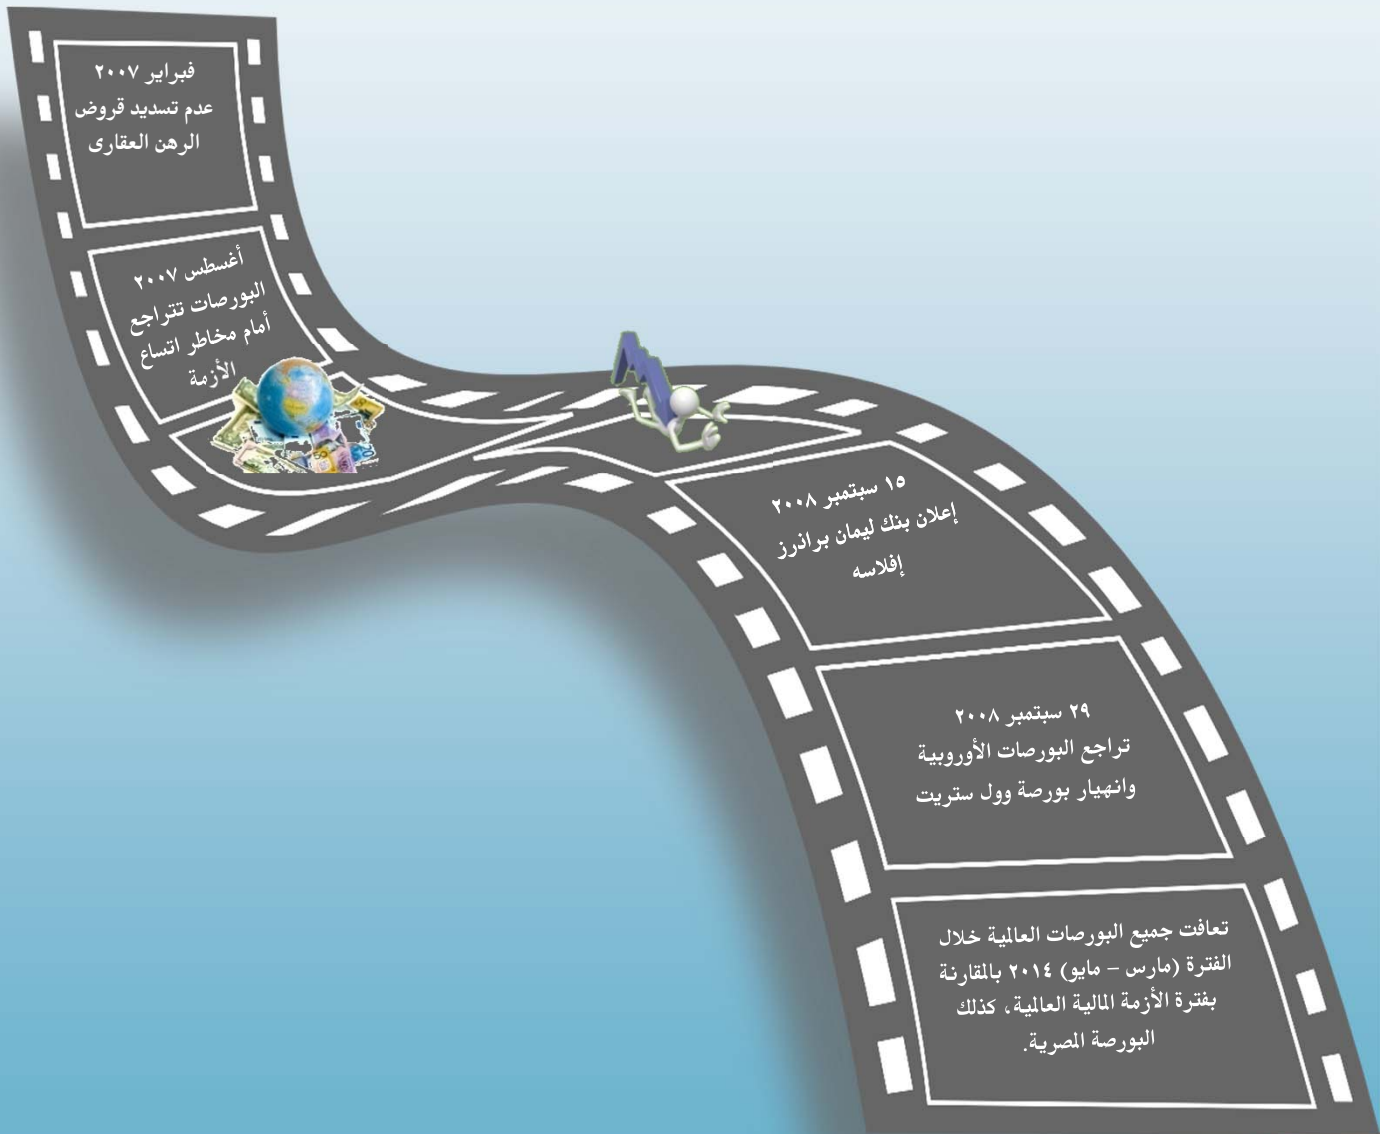 فبراير ٢٠٠٧
عدم تسديد قروض
الرهن العقارى
أغسطس ٢٠٠٧
البورصات تتراجع
أمام مخاطر اتساع
الأزمة
١٥ سبتمبر ٢٠٠٨
إعلان بنك ليمان براذرز
إفلاسه
٢٩ سبتمبر ٢٠٠٨
تراجع البورصات الأوروبية
وانهيار بورصة وول ستريت
تعافت جميع البورصات العالمية خلال
الفترة (مارس – مايو) ٢٠١٤ بالمقارنة
بفترة الأزمة المالية العالمية، كذلك
البورصة المصرية.